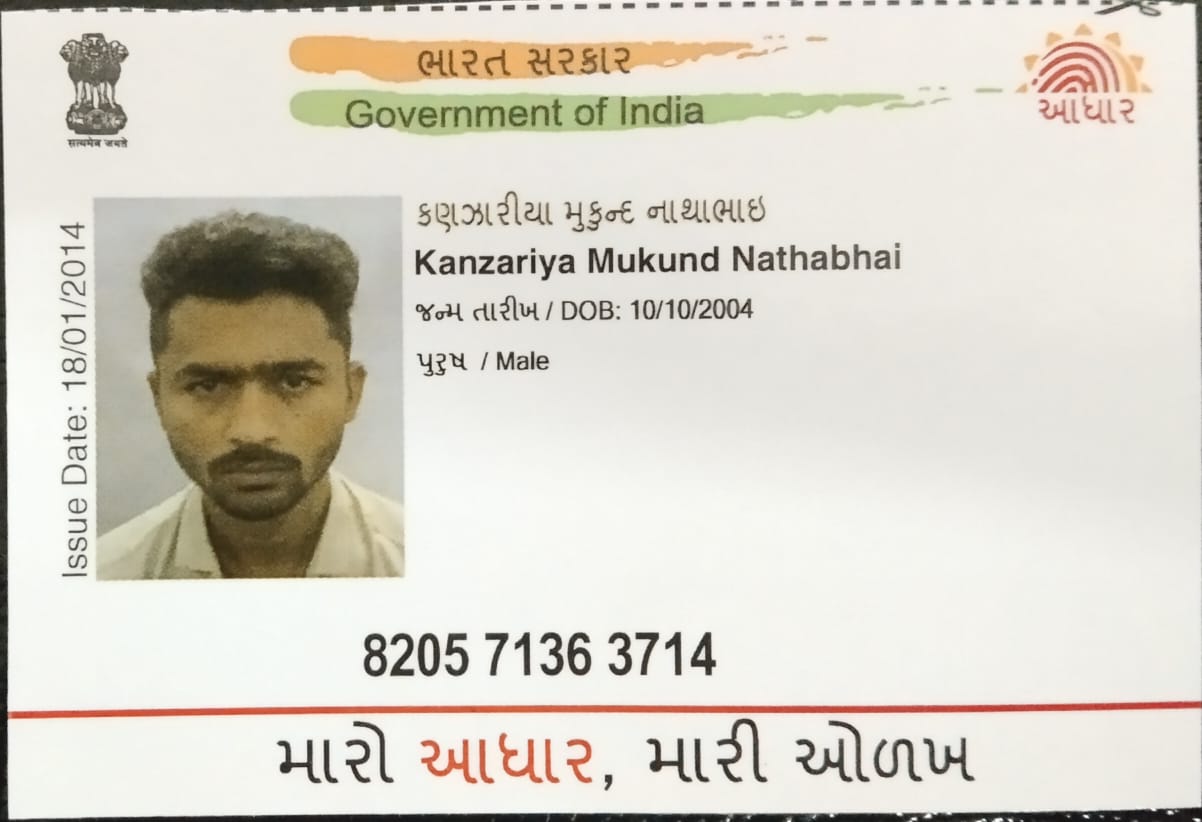 ભારત સરકાર
Government of India
આધાર
सत्यमेव जयते
Issue Date: 18/01/2014
કણઝારીયા મુકુન્દ નાથાભાઇ
Kanzariya Mukund Nathabhai
જન્મ તારીખ / DOB: 10/10/2004
પુરુષ / Male
8205 7136 3714
મારો આધાર, મારી ઓળખ